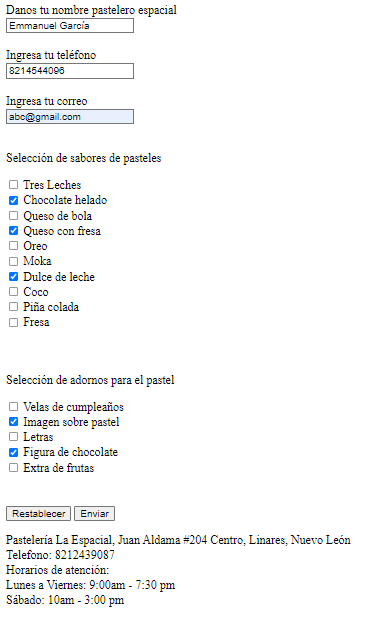 Danos tu nombre pastelero espacial
Emmanuel García
Ingresa tu teléfono
8214544096
Ingresa tu correo
abc@gmail.com
Selección de sabores de pasteles
Tres Leches
Chocolate helado
Queso de bola
Queso con fresa
Oreo
Moka
Dulce de leche
Coco
Piña colada
Fresa
Selección de adornos para el pastel
Velas de cumpleaños
Imagen sobre pastel
Letras
Figura de chocolate
Extra de frutas
Restablecer Enviar
Pastelería La Espacial, Juan Aldama #204 Centro, Linares, Nuevo León
Telefono: 8212439087
Horarios de atención:
Lunes a Viernes: 9:00am - 7:30 pm
Sábado: 10am - 3:00 pm